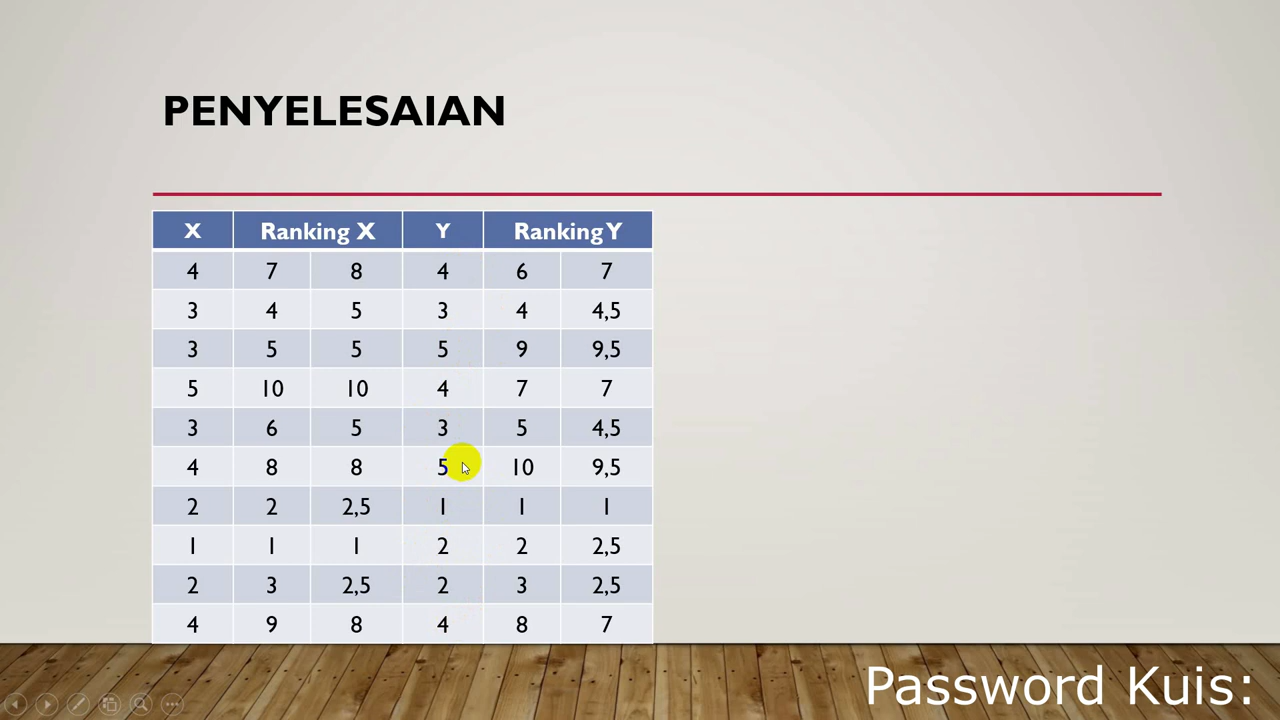 PENYELESAIAN
X Ranking X Y Ranking Y
4 7 8 4 6 7
3 4 5 3 4 4,5
3 5 5 5 9 9,5
5 10 10 4 7 7
3 6 5 3 5 4,5
4 8 8 5 10 9,5
2 2 2,5 1 1 1
1 1 1 2 2 2,5
2 3 2,5 2 3 2,5
4 9 8 4 8 7
Password Kuis: